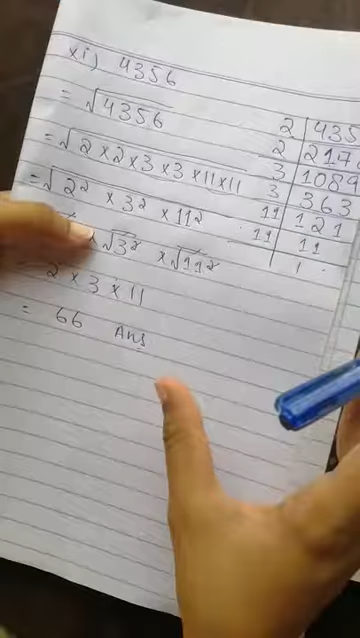 xi) 4356
= √4356
= √2×2×3×3×11×11
= √2² × 3² × 11²
× √3² × √11²
2 × 3 × 11
= 66 Ans
2 | 435
2 | 217
3 | 1089
3 | 363
11 | 121
11 | 11
1